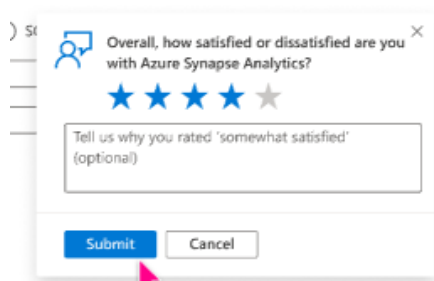 Overall, how satisfied or dissatisfied are you
with Azure Synapse Analytics?
Tell us why you rated 'somewhat satisfied'
(optional)
Submit
Cancel